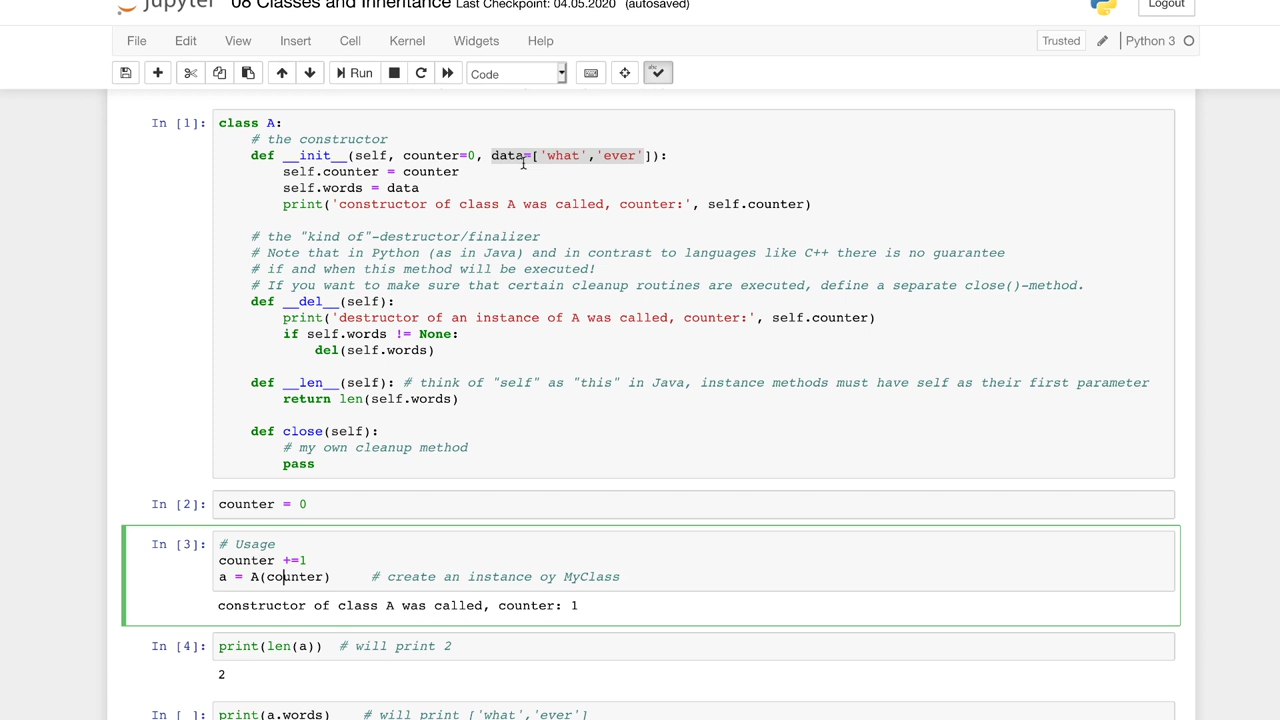 jupyter 08 Classes and Inheritance Last Checkpoint: 04.05.2020 (autosaved) Logout
File Edit View Insert Cell Kernel Widgets Help Trusted Python 3
Run Code
In [1]: class A:
# the constructor
def __init__(self, counter=0, data=['what','ever']):
self.counter = counter
self.words = data
print('constructor of class A was called, counter:', self.counter)
# the "kind of"-destructor/finalizer
# Note that in Python (as in Java) and in contrast to languages like C++ there is no guarantee
# if and when this method will be executed!
# If you want to make sure that certain cleanup routines are executed, define a separate close()-method.
def __del__(self):
print('destructor of an instance of A was called, counter:', self.counter)
if self.words != None:
del(self.words)
def __len__(self): # think of "self" as "this" in Java, instance methods must have self as their first parameter
return len(self.words)
def close(self):
# my own cleanup method
pass
In [2]: counter = 0
In [3]: # Usage
counter +=1
a = A(counter) # create an instance oy MyClass
constructor of class A was called, counter: 1
In [4]: print(len(a)) # will print 2
2
In [ ]: print(a.words) # will print ['what','ever']